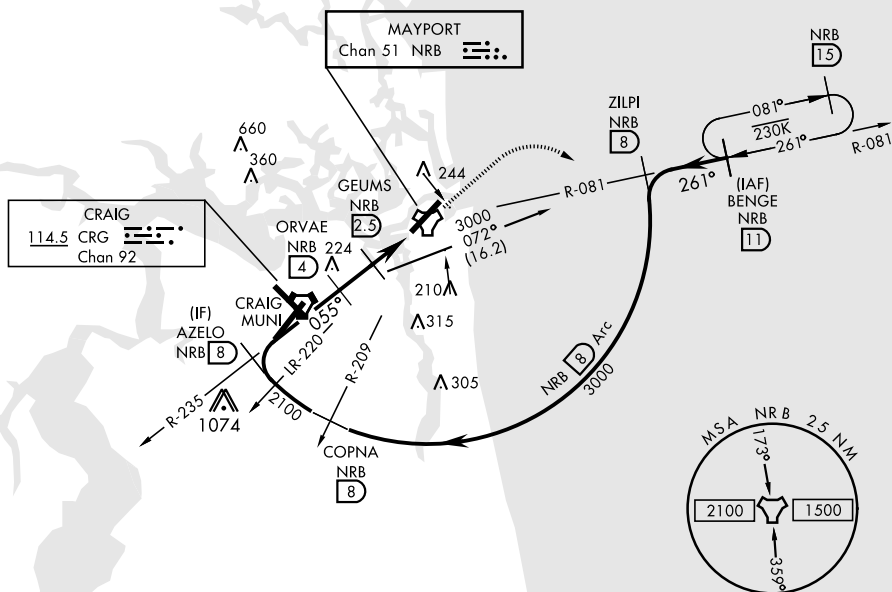 MAYPORT
Chan 51 NRB
NRB
15
081°
230K
261°
R-081
ZILPI
NRB
8
261°
(IAF)
BENGE
NRB
11
660
360
244
GEUMS
NRB
2.5
R-081
3000
072°
(16.2)
CRAIG
114.5 CRG
Chan 92
ORVAE
NRB
4
224
210
CRAIG
MUNI
055°
315
(IF)
AZELO
NRB 8
LR-220
R-209
305
NRB 8 Arc
3000
R-235
1074
2100
COPNA
NRB
8
MSA NRB 25 NM
173°
2100
1500
359°